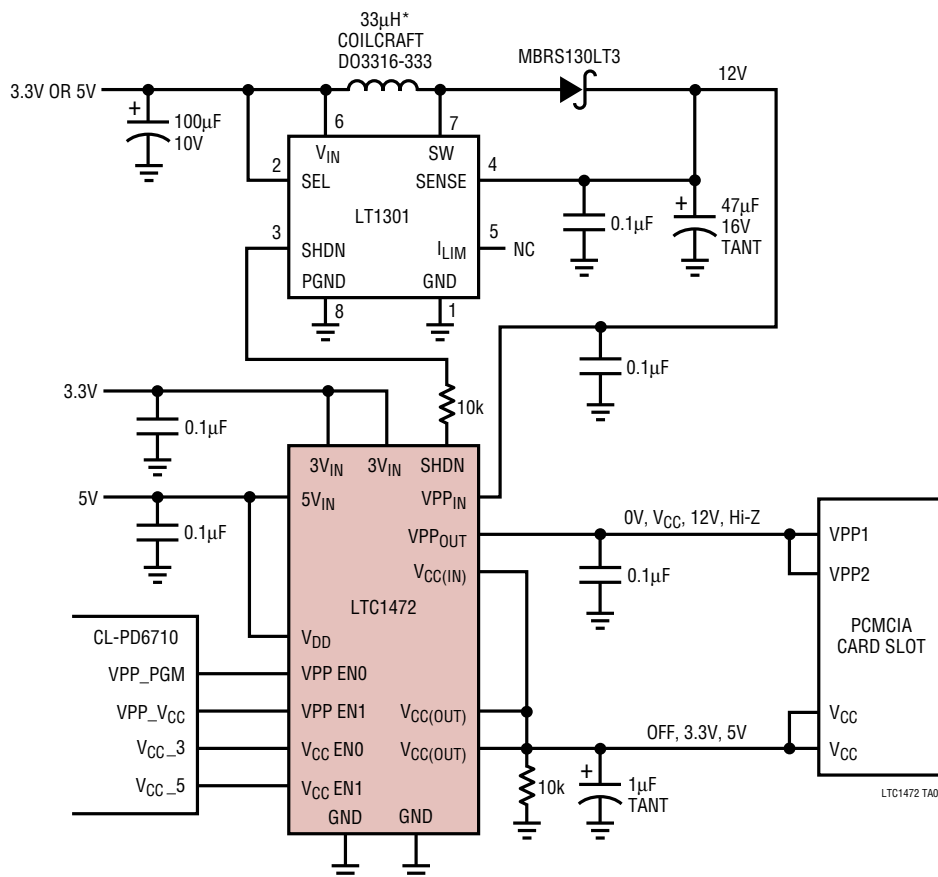 33µH*
COILCRAFT
DO3316-333
MBRS130LT3
12V
3.3V OR 5V
+
100µF
10V
6
7
VIN
SW
2
SEL
SENSE
4
LT1301
+
47µF
16V
TANT
0.1µF
3
SHDN
ILIM
5
NC
PGND
GND
8
1
0.1µF
3.3V
0.1µF
10k
3VIN
3VIN
SHDN
5V
5VIN
VPPIN
0.1µF
VPPOUT
0V, VCC, 12V, Hi-Z
VPP1
VPP2
0.1µF
VCC(IN)
LTC1472
PCMCIA
CARD SLOT
CL-PD6710
VDD
VPP_PGM
VPP EN0
VPP_VCC
VPP EN1
VCC(OUT)
VCC
VCC_3
VCC EN0
VCC(OUT)
OFF, 3.3V, 5V
VCC
VCC_5
VCC EN1
10k
+
1µF
TANT
GND
GND
LTC1472 TA0